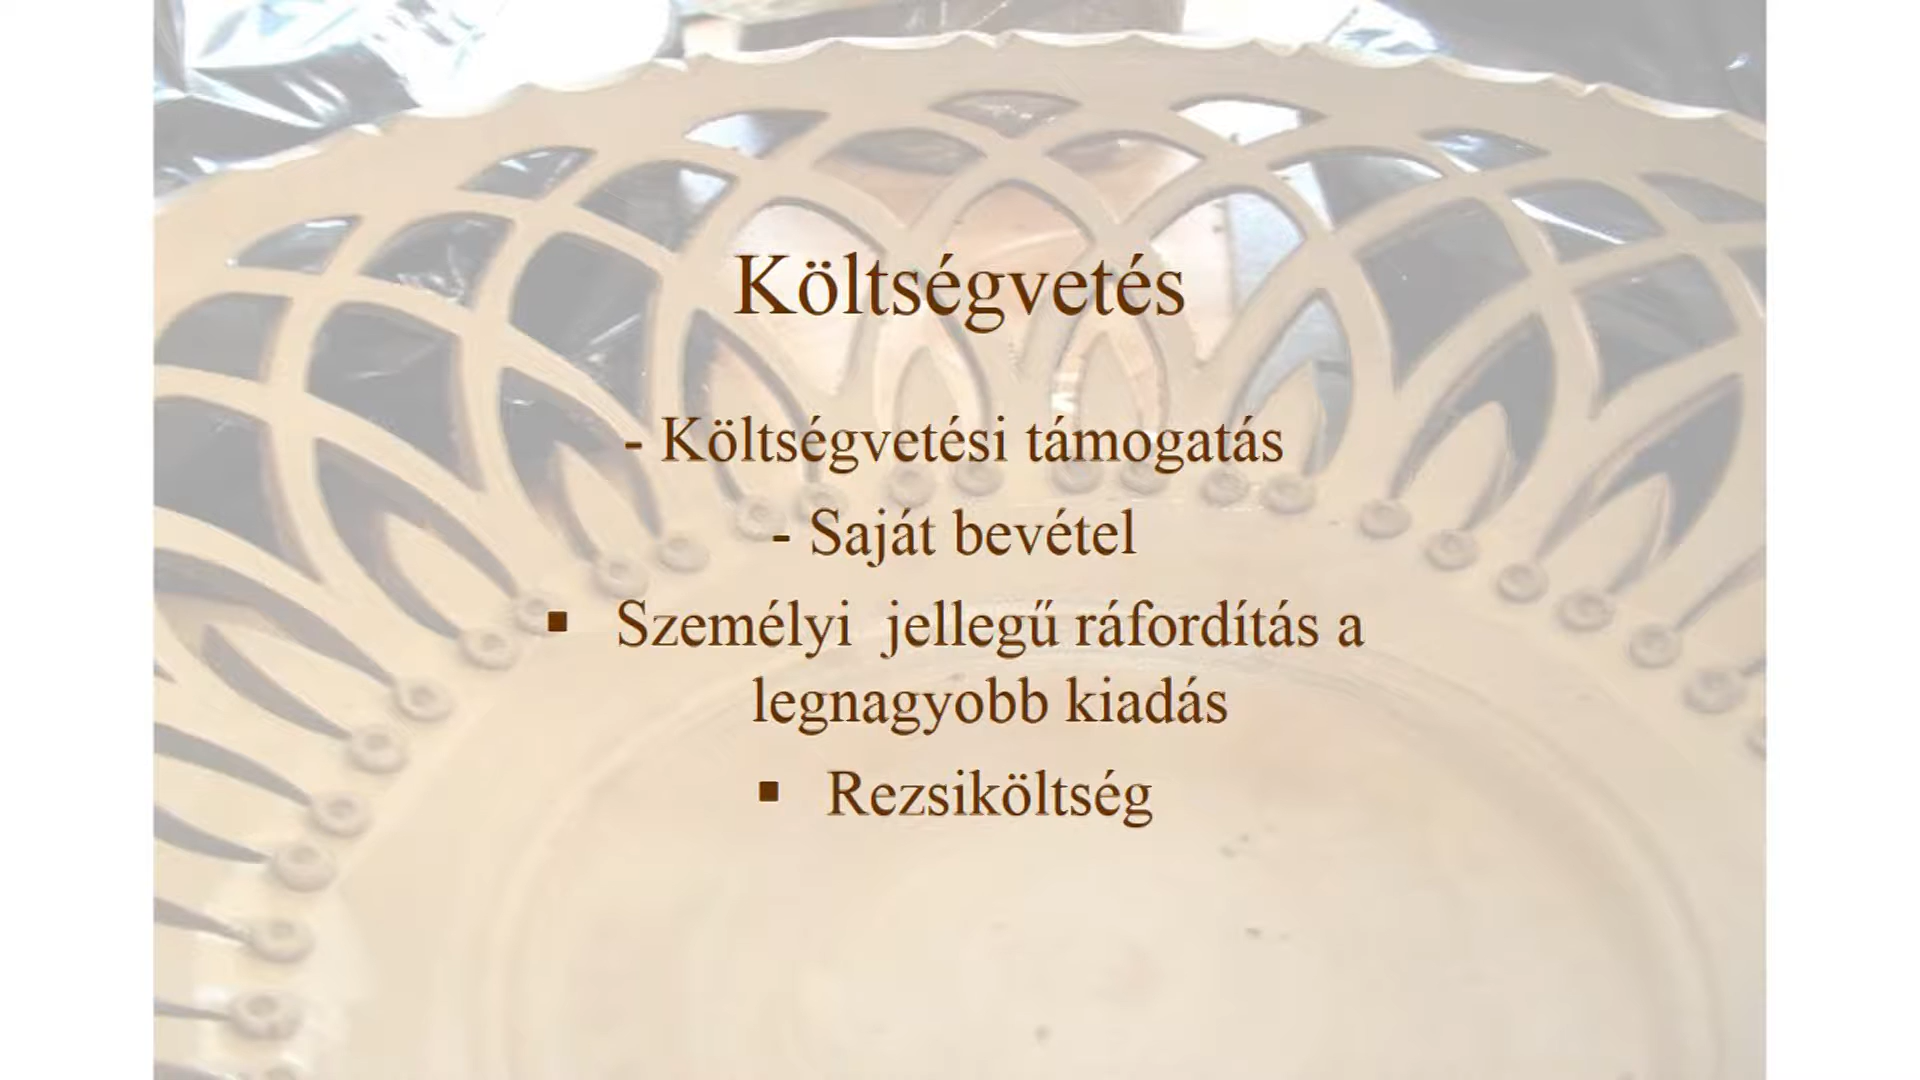 Költségvetés
- Költségvetési támogatás
- Saját bevétel
▪ Személyi jellegű ráfordítás a
legnagyobb kiadás
▪ Rezsiköltség